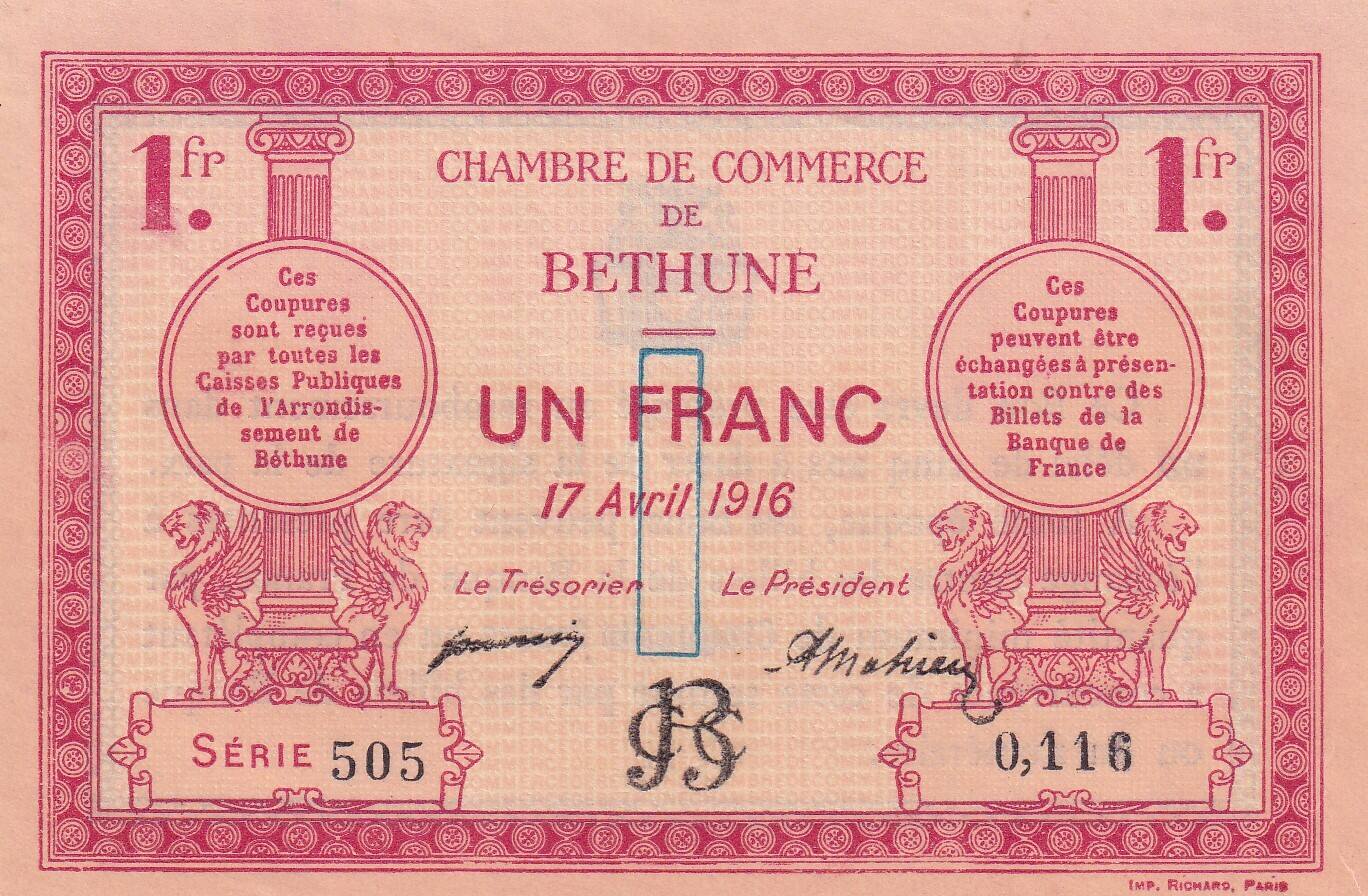 1fr.
1fr.
CHAMBRE DE COMMERCE
DE
BETHUNE
UN FRANC
17 Avril 1916
Le Trésorier
Le Président
Ces
Coupures
sont reçues
par toutes les
Caisses Publiques
de l'Arrondis-
sement de
Béthune
Ces
Coupures
peuvent être
échangées à présen-
tation contre des
Billets de la
Banque de
France
AMathieu
SÉRIE 505
0,116
IMP. RICHARD, PARIS